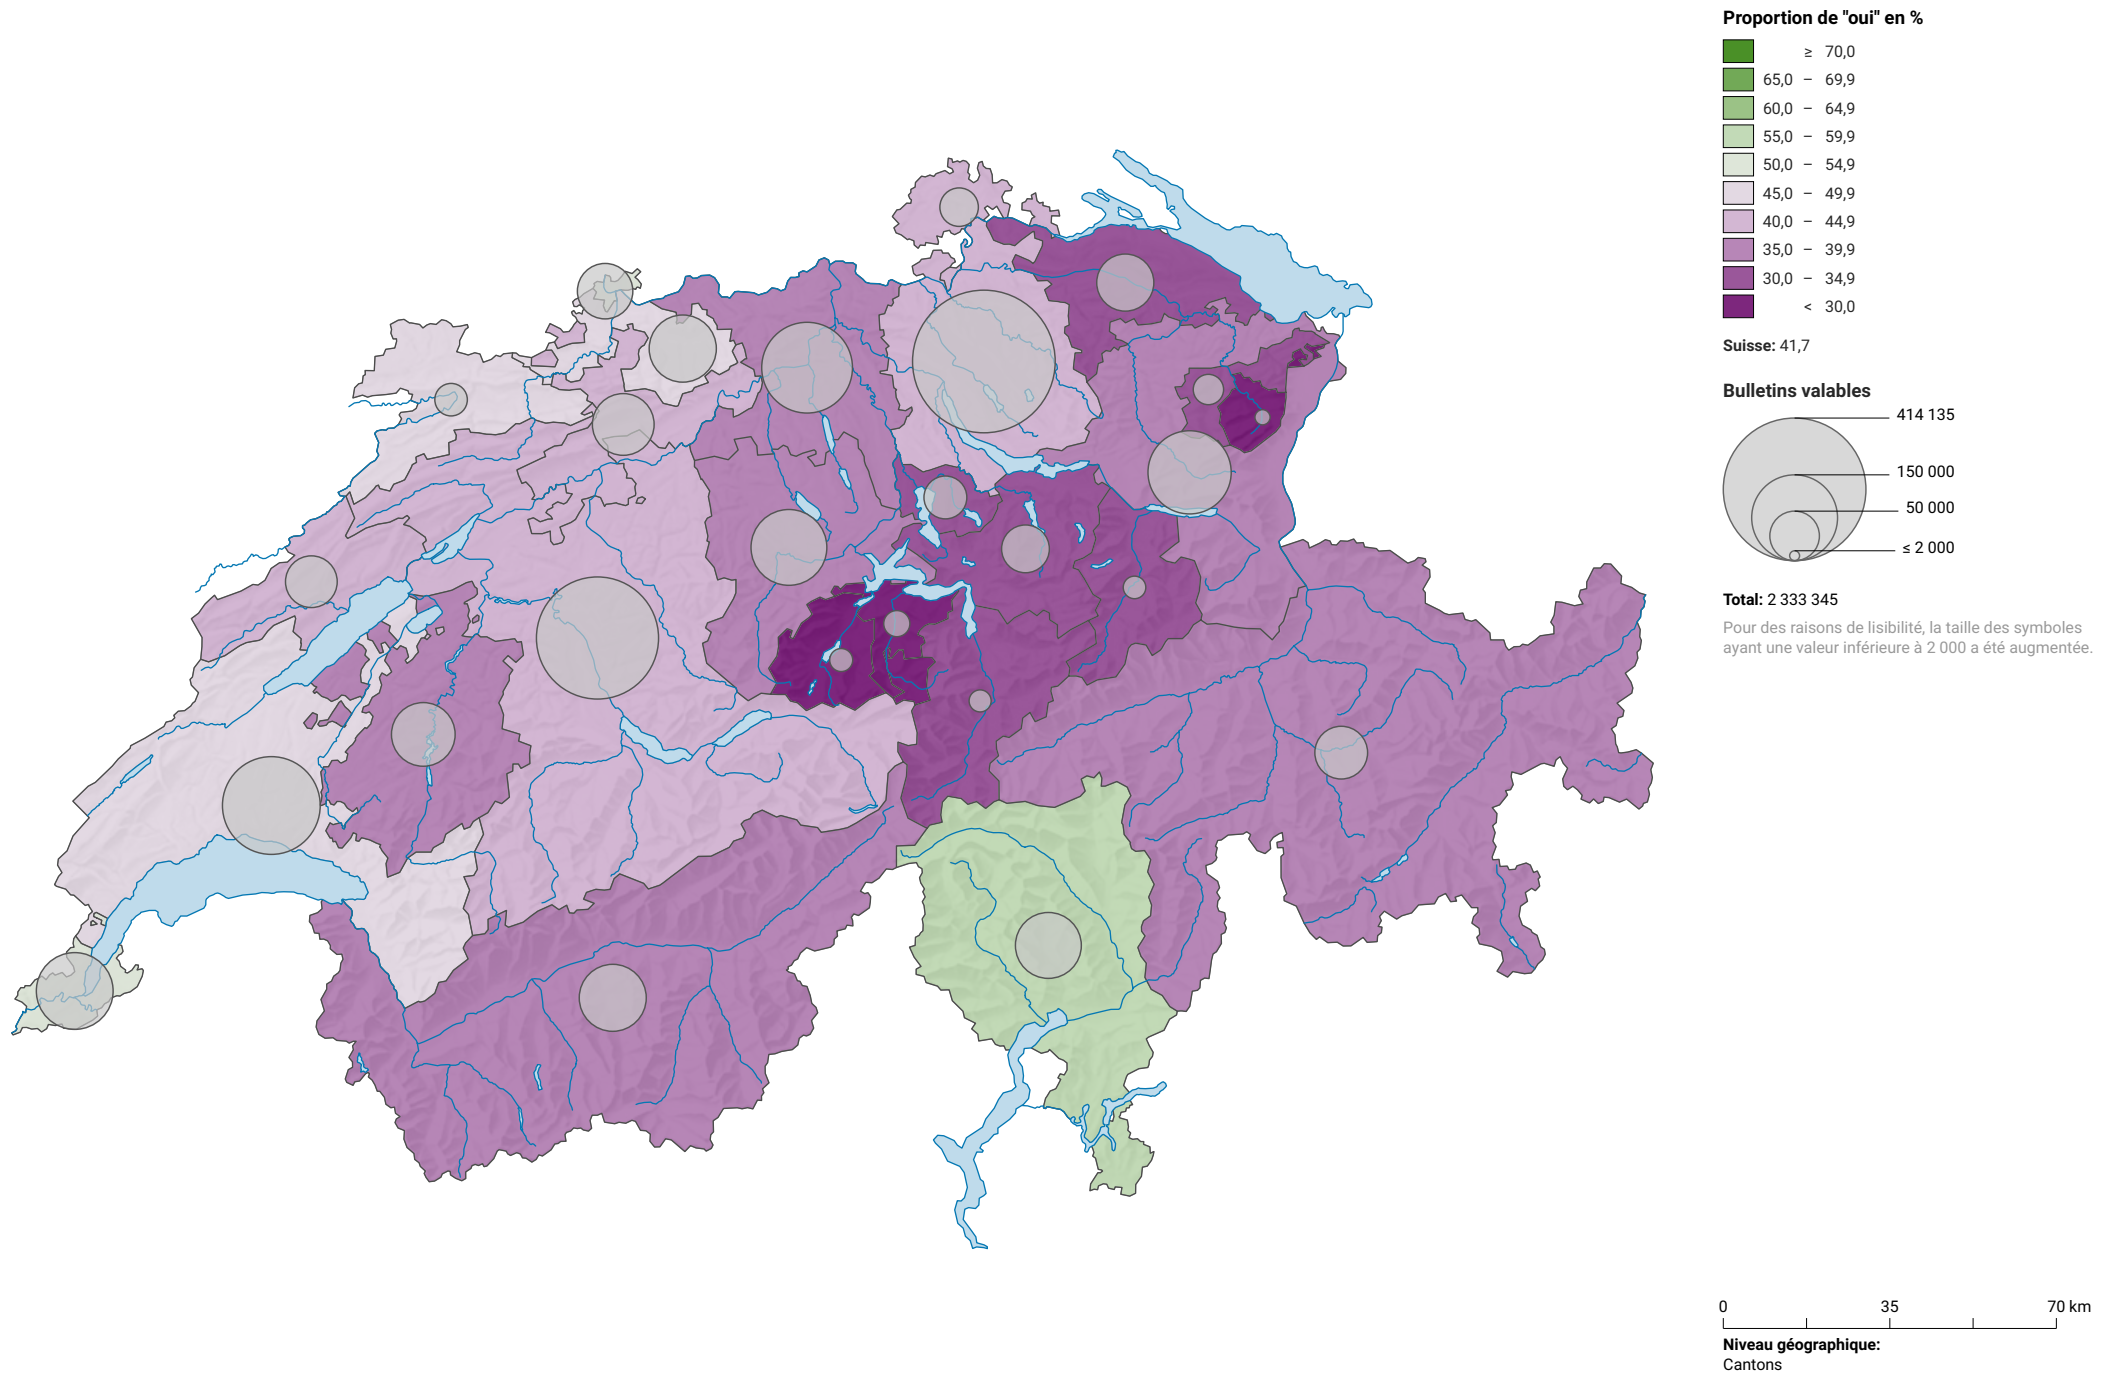 Proportion de "oui" en %
≥ 70,0
65,0 – 69,9
60,0 – 64,9
55,0 – 59,9
50,0 – 54,9
45,0 – 49,9
40,0 – 44,9
35,0 – 39,9
30,0 – 34,9
< 30,0
Suisse: 41,7
Bulletins valables
414 135
150 000
50 000
≤ 2 000
Total: 2 333 345
Pour des raisons de lisibilité, la taille des symboles
ayant une valeur inférieure à 2 000 a été augmentée.
0 35 70 km
Niveau géographique:
Cantons